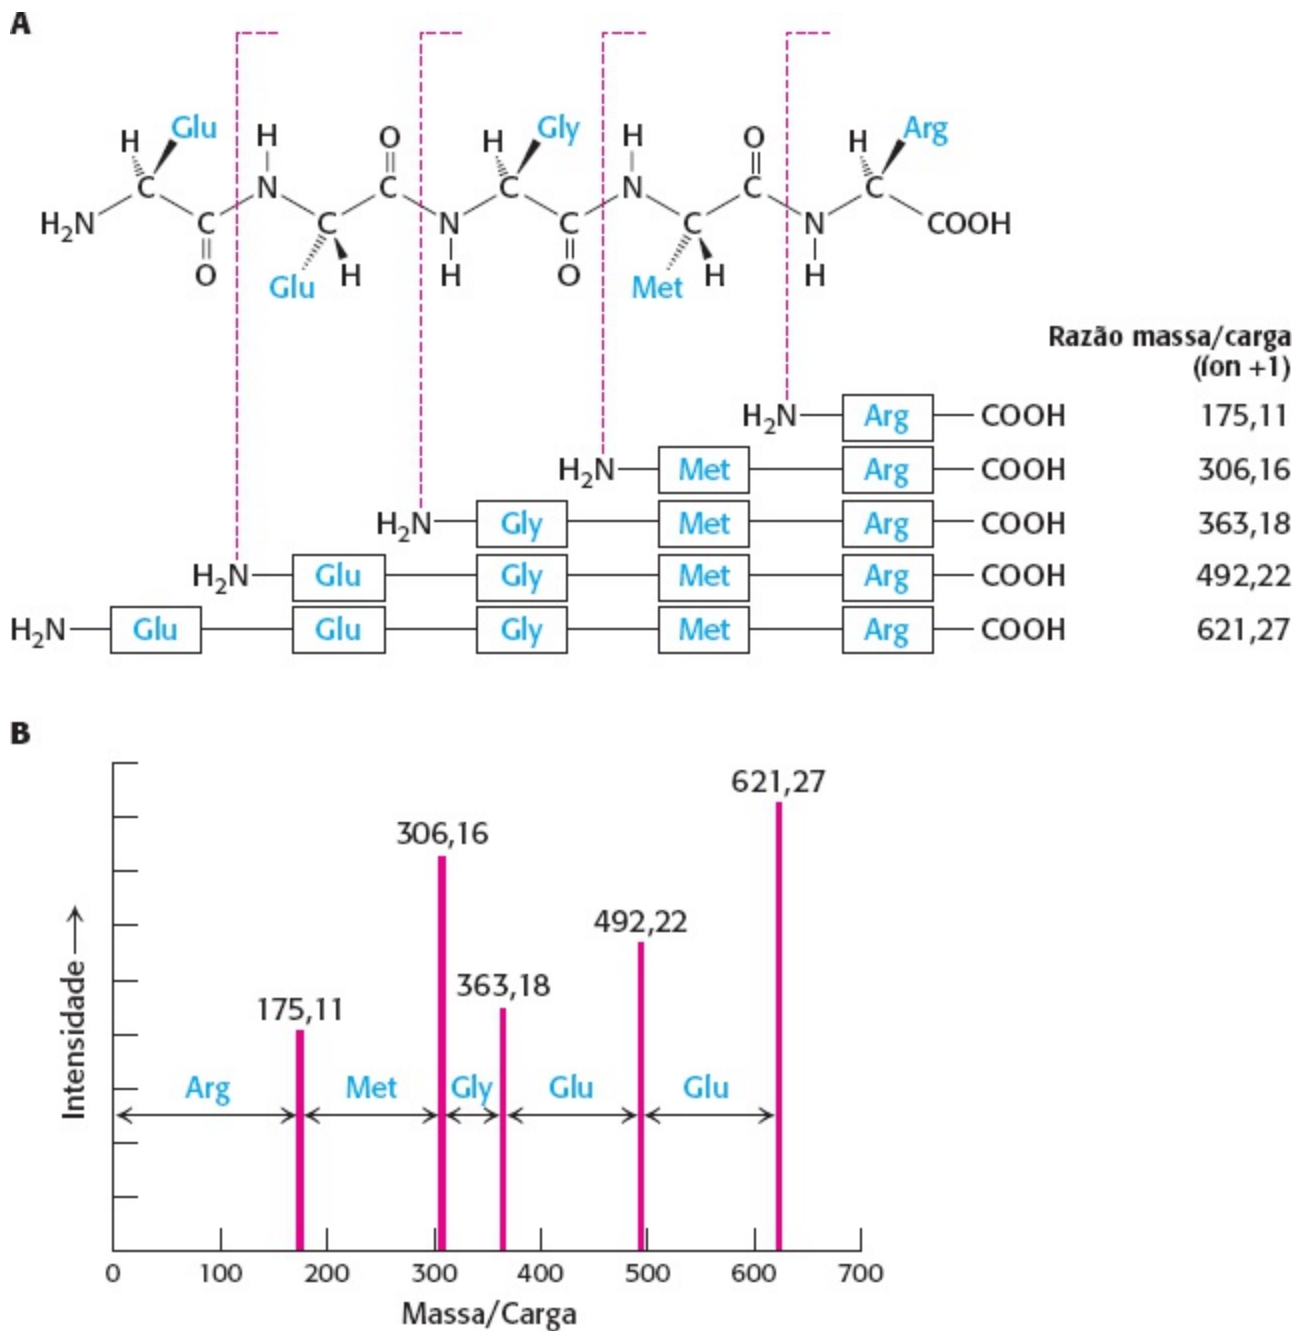 A
H Glu H O H Gly H O H Arg
H₂N C C N C C N C C N C C N C COOH
O Glu H H O Met H H
Razão massa/carga
(íon +1)
H₂N Arg COOH 175,11
H₂N Met Arg COOH 306,16
H₂N Gly Met Arg COOH 363,18
H₂N Glu Gly Met Arg COOH 492,22
H₂N Glu Glu Gly Met Arg COOH 621,27
B
621,27
306,16
492,22
363,18
175,11
Intensidade
Arg Met Gly Glu Glu
0 100 200 300 400 500 600 700
Massa/Carga